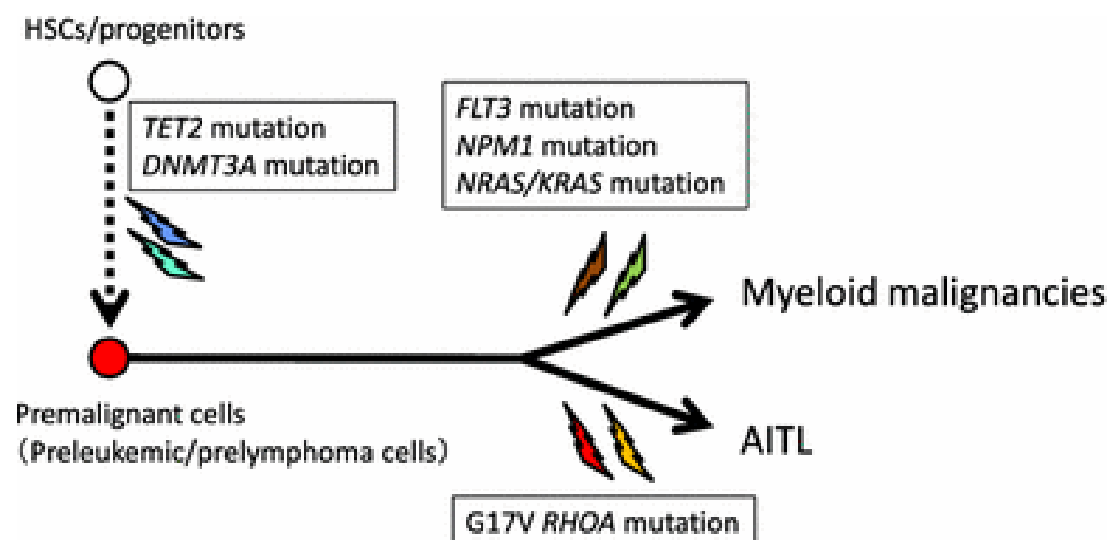 HSCs/progenitors
TET2 mutation
DNMT3A mutation
FLT3 mutation
NPM1 mutation
NRAS/KRAS mutation
Myeloid malignancies
Premalignant cells
（Preleukemic/prelymphoma cells）
AITL
G17V RHOA mutation